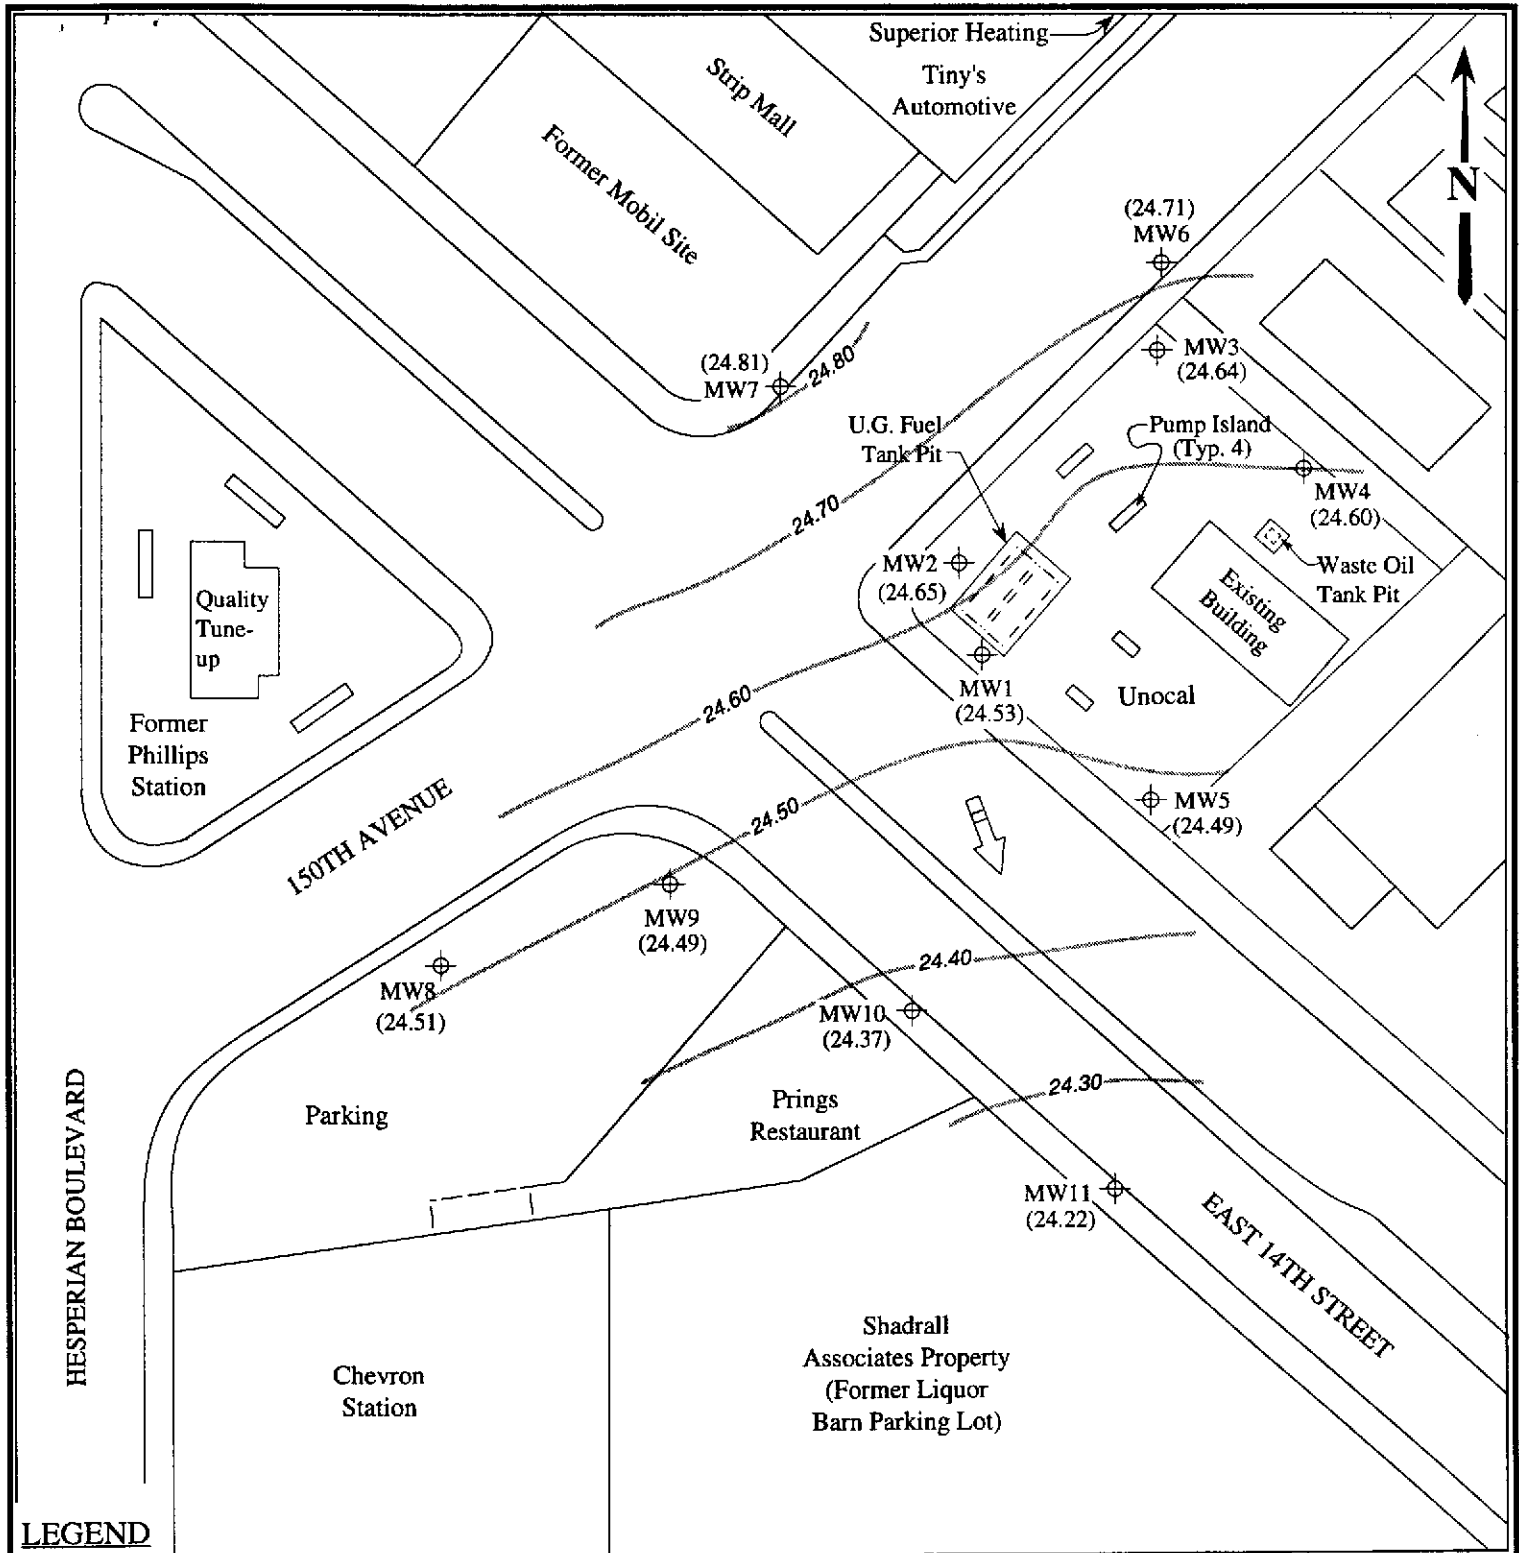 Superior Heating
Tiny's
Automotive
Strip Mall
Former Mobil Site
N
(24.71)
MW6
MW3
(24.64)
(24.81)
MW7
24.80
U.G. Fuel
Tank Pit
Pump Island
(Typ. 4)
MW4
(24.60)
24.70
MW2
(24.65)
Waste Oil
Tank Pit
Existing
Building
Quality
Tune-
up
MW1
(24.53)
Unocal
24.60
Former
Phillips
Station
150TH AVENUE
24.50
MW5
(24.49)
MW9
(24.49)
24.40
MW8
(24.51)
MW10
(24.37)
24.30
Parking
Prings
Restaurant
HESPERIAN BOULEVARD
MW11
(24.22)
EAST 14TH STREET
Shadrall
Associates Property
(Former Liquor
Barn Parking Lot)
Chevron
Station
LEGEND